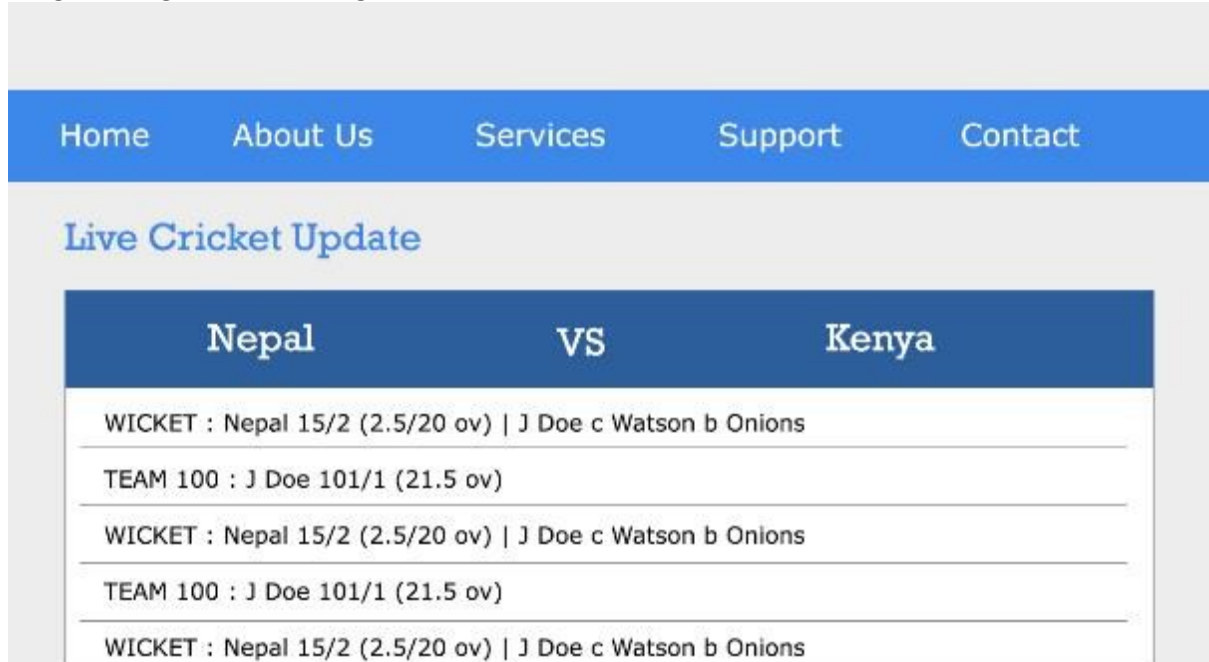 Home About Us Services Support Contact
Live Cricket Update
Nepal VS Kenya
WICKET : Nepal 15/2 (2.5/20 ov) | J Doe c Watson b Onions
TEAM 100 : J Doe 101/1 (21.5 ov)
WICKET : Nepal 15/2 (2.5/20 ov) | J Doe c Watson b Onions
TEAM 100 : J Doe 101/1 (21.5 ov)
WICKET : Nepal 15/2 (2.5/20 ov) | J Doe c Watson b Onions